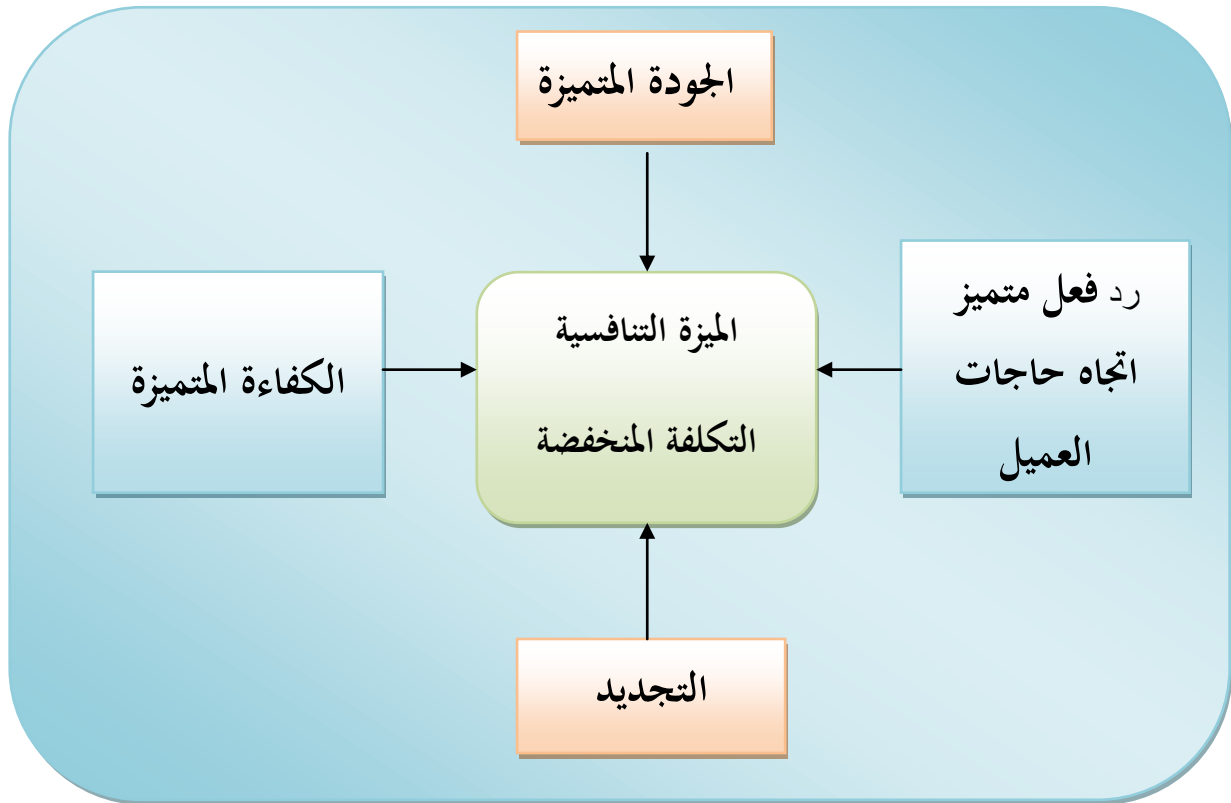 الجودة المتميزة
رد فعل متميز
اتجاه حاجات
العميل
الميزة التنافسية
التكلفة المنخفضة
الكفاءة المتميزة
التجديد